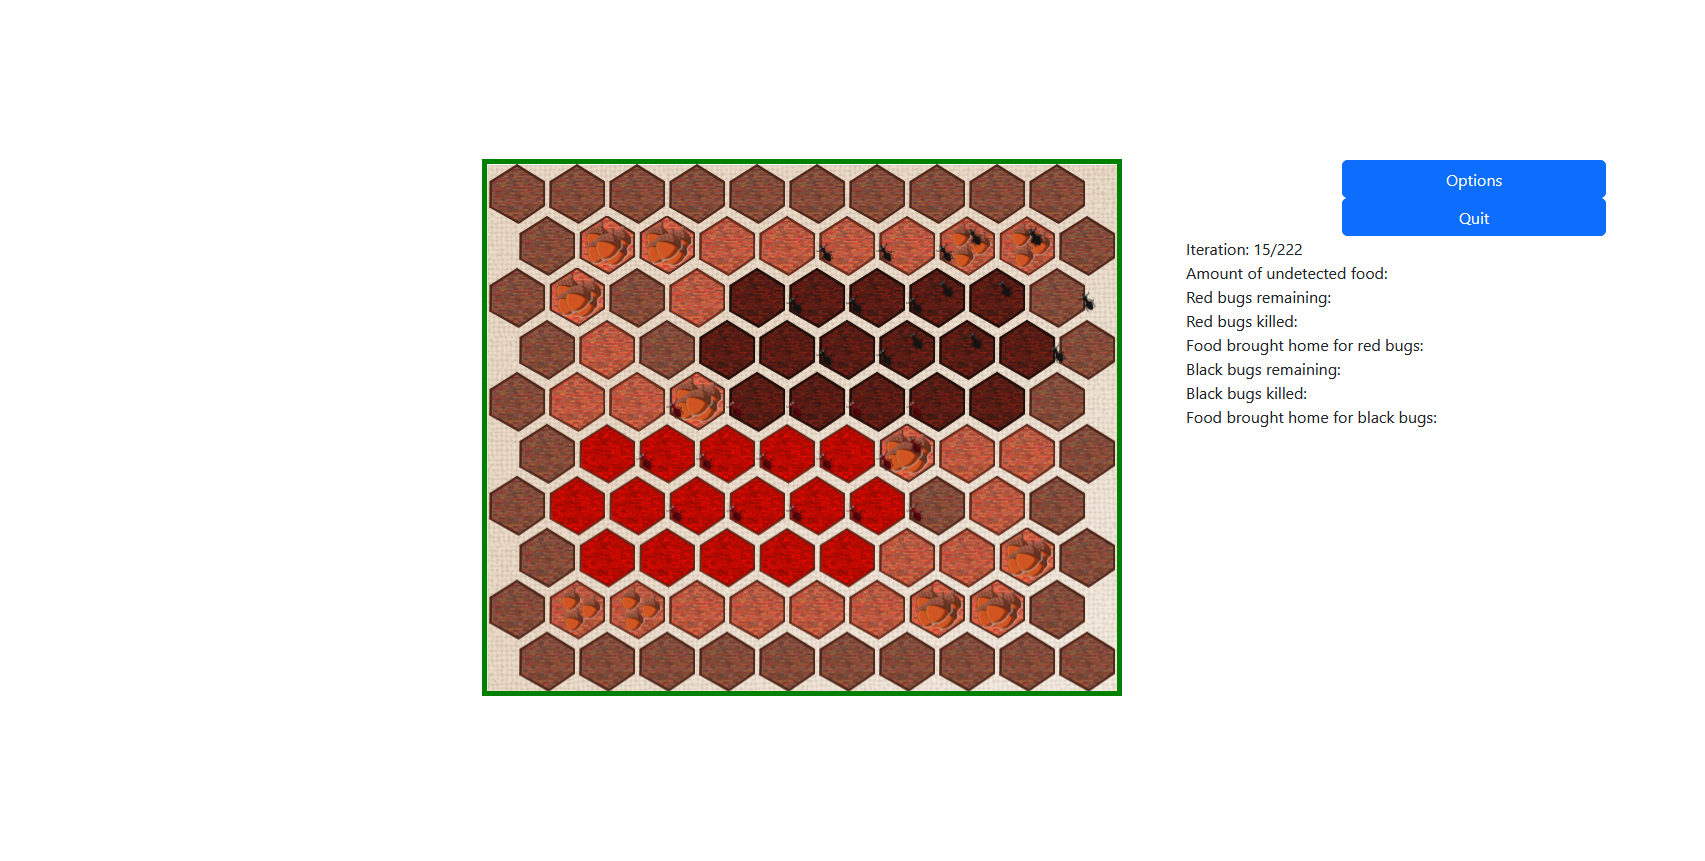 Options
Quit
Iteration: 15/222
Amount of undetected food:
Red bugs remaining:
Red bugs killed:
Food brought home for red bugs:
Black bugs remaining:
Black bugs killed:
Food brought home for black bugs: